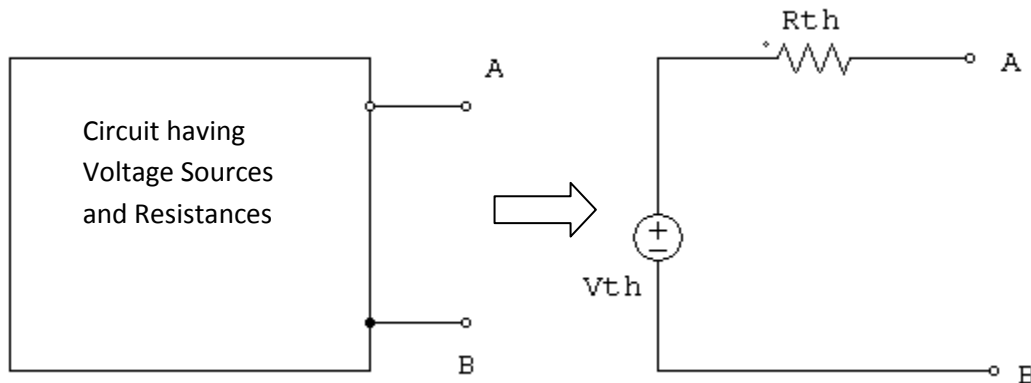 Rth
A
A
Circuit having
Voltage Sources
and Resistances
Vth
B
B